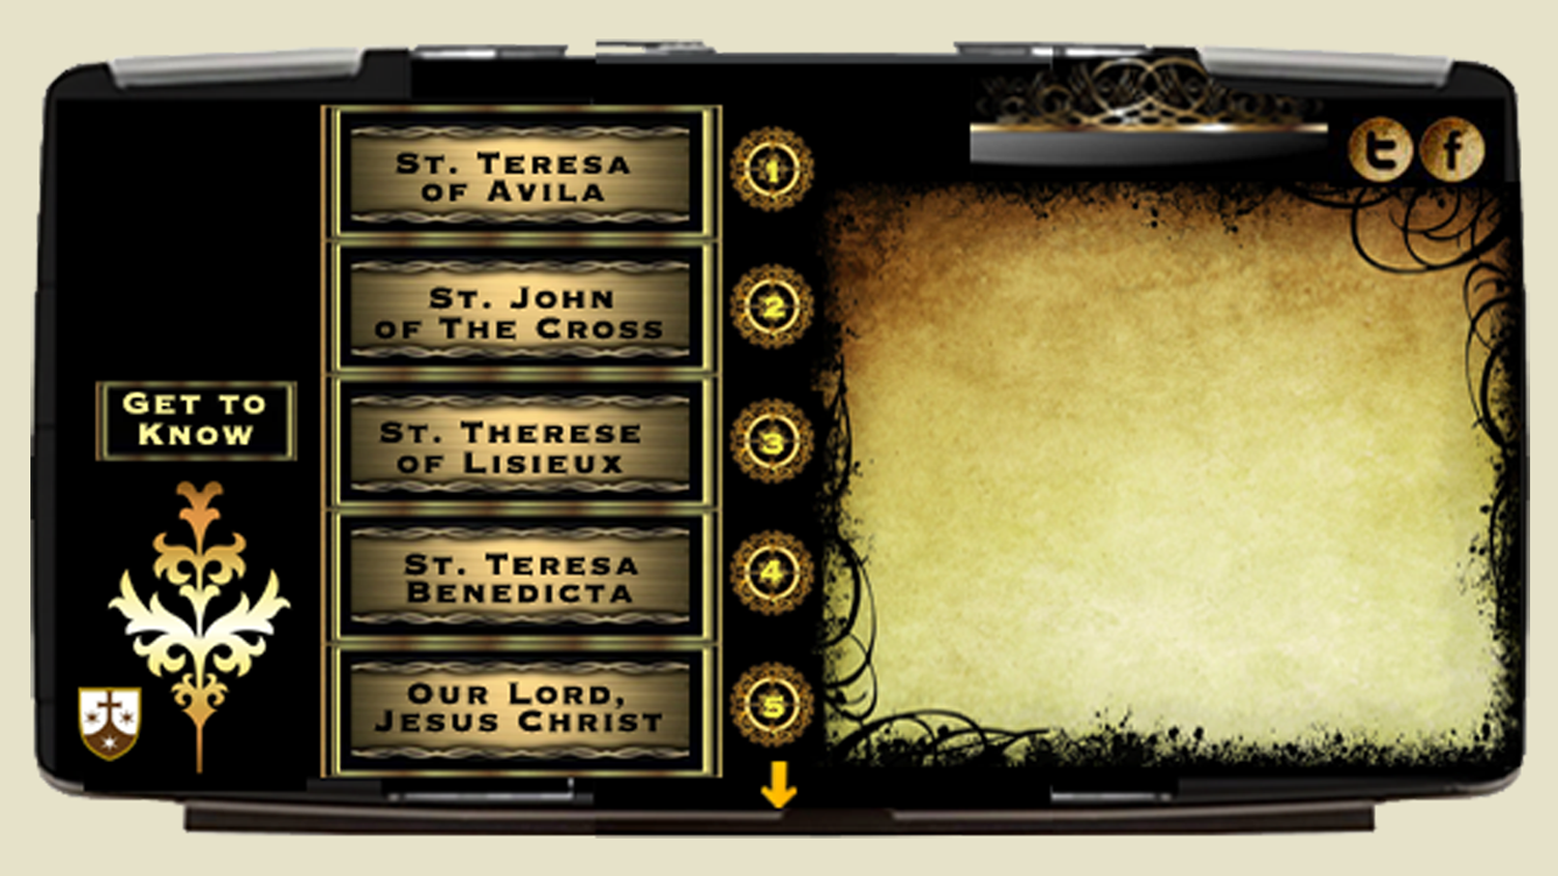 ST. TERESA
OF AVILA
1
ST. JOHN
OF THE CROSS
2
GET TO
KNOW
ST. THERESE
OF LISIEUX
3
ST. TERESA
BENEDICTA
4
OUR LORD,
JESUS CHRIST
5
t f